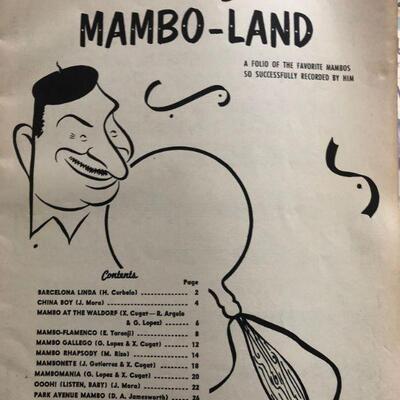 MAMBO-LAND
A FOLIO OF THE FAVORITE MAMBOS
SO SUCCESSFULLY RECORDED BY HIM
Contents
Page
BARCELONA LINDA (H. Curbelo) 2
CHINA BOY (J. Mora) 4
MAMBO AT THE WALDORF (X. Cugat—R. Angelo
& G. Lopez) 6
MAMBO-FLAMENCO (E. Taronji) 8
MAMBO GALLEGO (G. Lopez & X. Cugat) 12
MAMBO RHAPSODY (M. Rizo) 14
MAMBONETE (J. Gutierrez & X. Cugat) 18
MAMBOMANIA (G. Lopez & X. Cugat) 20
OOOH! (LISTEN, BABY) (J. Mora) 22
PARK AVENUE MAMBO (D. A. Jamesworth) 26